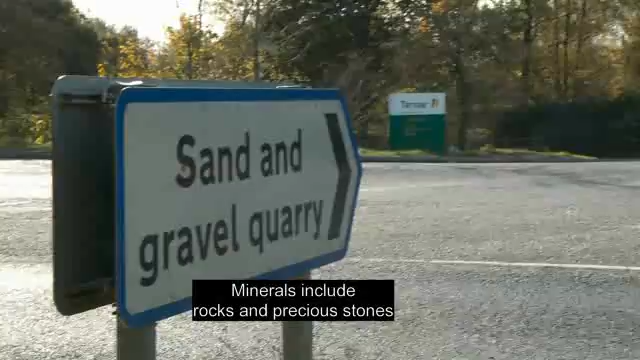 Sand and
gravel quarry
Tarmac
Minerals include
rocks and precious stones